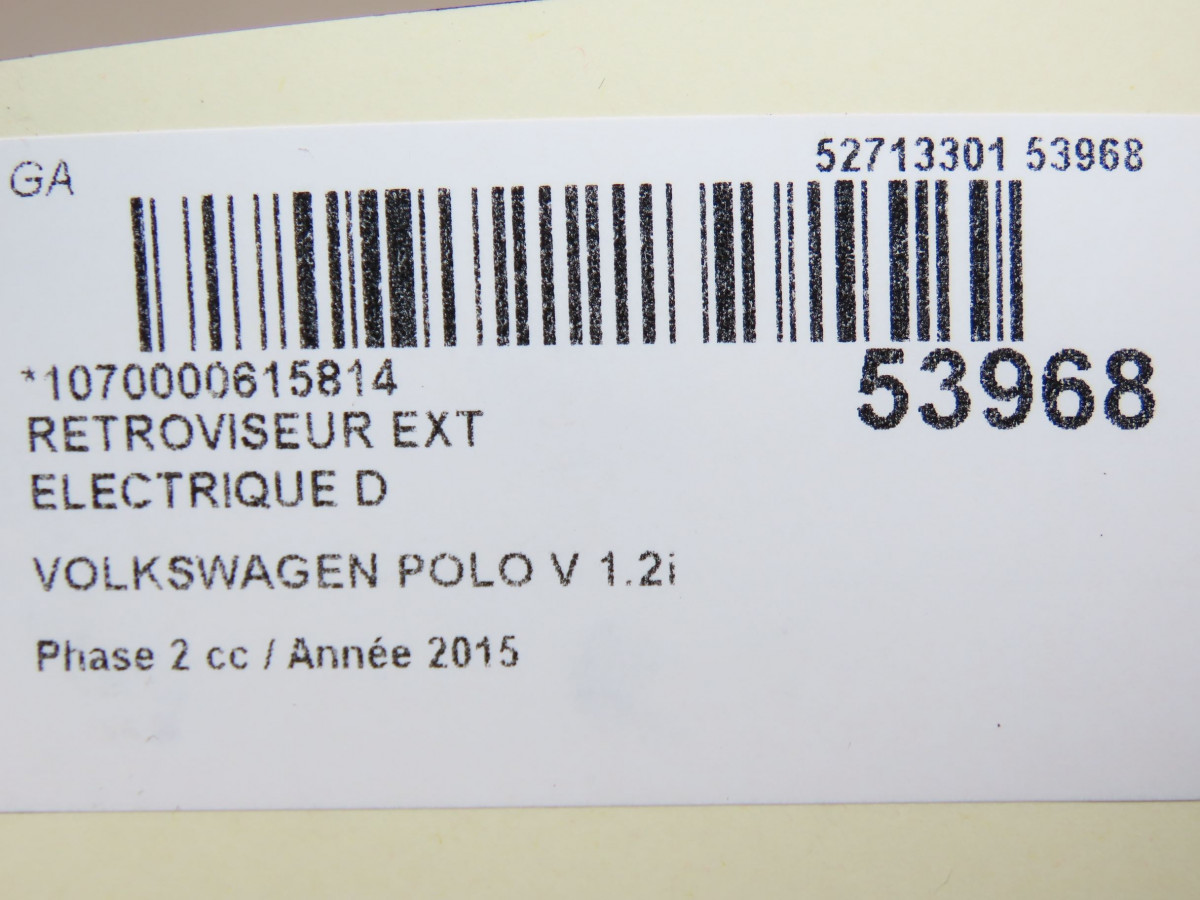 GA
52713301 53968
*1070000615814
53968
RETROVISEUR EXT
ELECTRIQUE D
VOLKSWAGEN POLO V 1.2i
Phase 2 cc / Année 2015